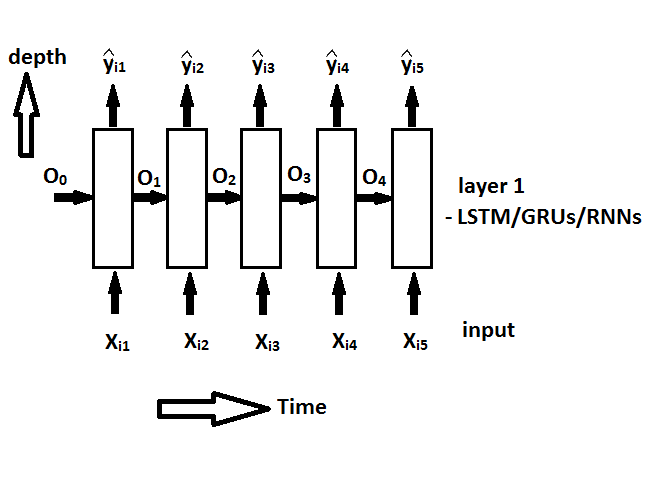 depth
ŷi1 ŷi2 ŷi3 ŷi4 ŷi5
O0 O1 O2 O3 O4
layer 1
- LSTM/GRUs/RNNs
Xi1 Xi2 Xi3 Xi4 Xi5
input
Time